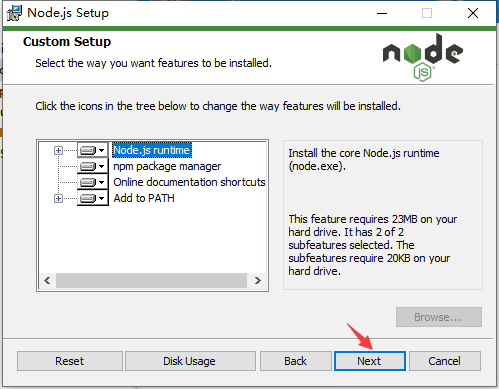 Node.js Setup
Custom Setup
Select the way you want features to be installed.
node
JS
Click the icons in the tree below to change the way features will be installed.
Node.js runtime
npm package manager
Online documentation shortcuts
Add to PATH
Install the core Node.js runtime
(node.exe).
This feature requires 23MB on your
hard drive. It has 2 of 2
subfeatures selected. The
subfeatures require 20KB on your
hard drive.
Browse...
Reset
Disk Usage
Back
Next
Cancel